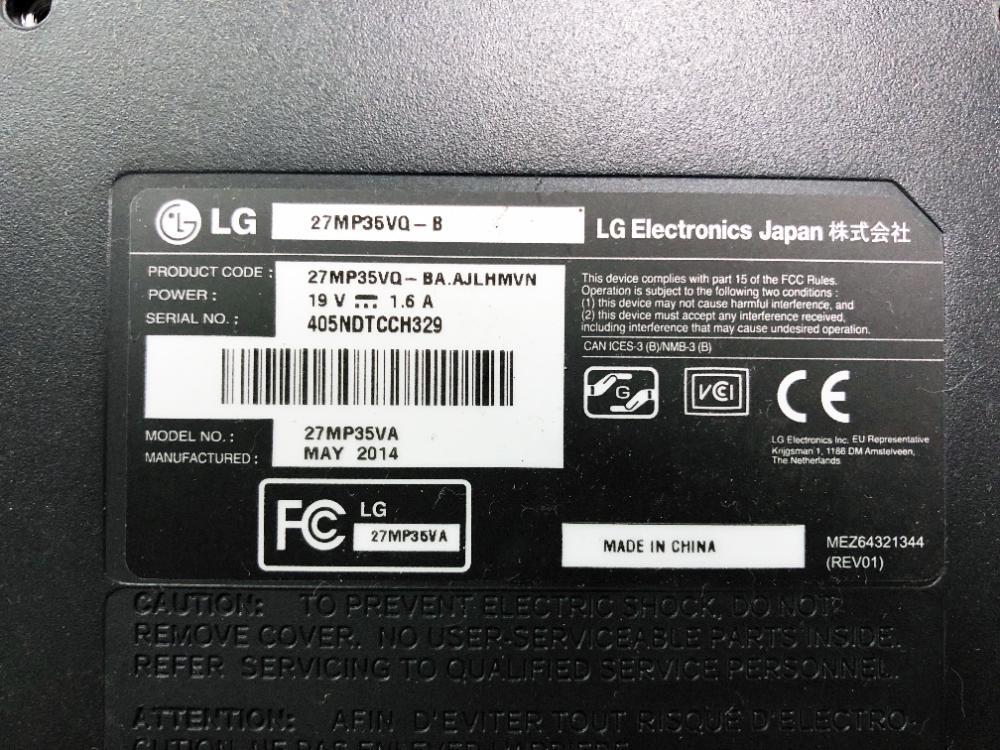 LG 27MP35VQ-B LG Electronics Japan 株式会社
PRODUCT CODE : 27MP35VQ-BA.AJLHMVN
POWER : 19 V ⎓ 1.6 A
SERIAL NO. : 405NDTCCH329
This device complies with part 15 of the FCC Rules.
Operation is subject to the following two conditions :
(1) this device may not cause harmful interference, and
(2) this device must accept any interference received,
including interference that may cause undesired operation.
CAN ICES-3 (B)/NMB-3 (B)
G VCI CE
MODEL NO. : 27MP35VA
MANUFACTURED : MAY 2014
LG Electronics Inc. EU Representative
Krijgsman 1, 1186 DM Amstelveen,
The Netherlands
FC LG
27MP35VA
MADE IN CHINA
MEZ64321344
(REV01)
CAUTION: TO PREVENT ELECTRIC SHOCK, DO NOT
REMOVE COVER. NO USER-SERVICEABLE PARTS INSIDE.
REFER SERVICING TO QUALIFIED SERVICE PERSONNEL.
ATTENTION: AFIN D'EVITER TOUT RISQUE D'ELECTRO-
CUTION, NE PAS ENLEVER L'ARRIERE